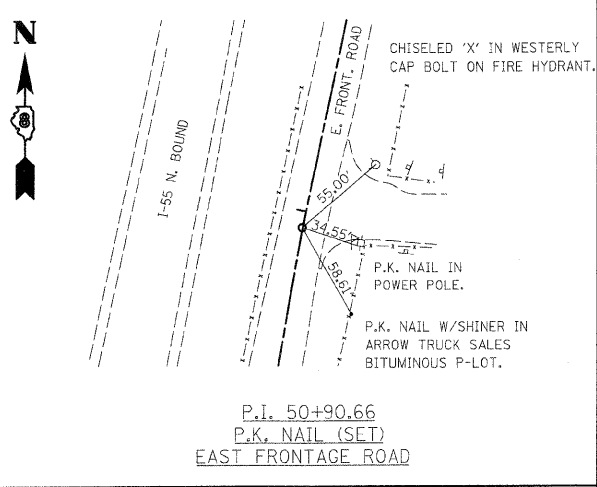 N
8
I-55 N. BOUND
E. FRONT. ROAD
CHISELED 'X' IN WESTERLY
CAP BOLT ON FIRE HYDRANT.
55.00'
34.55'
58.61'
P.K. NAIL IN
POWER POLE.
P.K. NAIL W/SHINER IN
ARROW TRUCK SALES
BITUMINOUS P-LOT.
P.I. 50+90.66
P.K. NAIL (SET)
EAST FRONTAGE ROAD